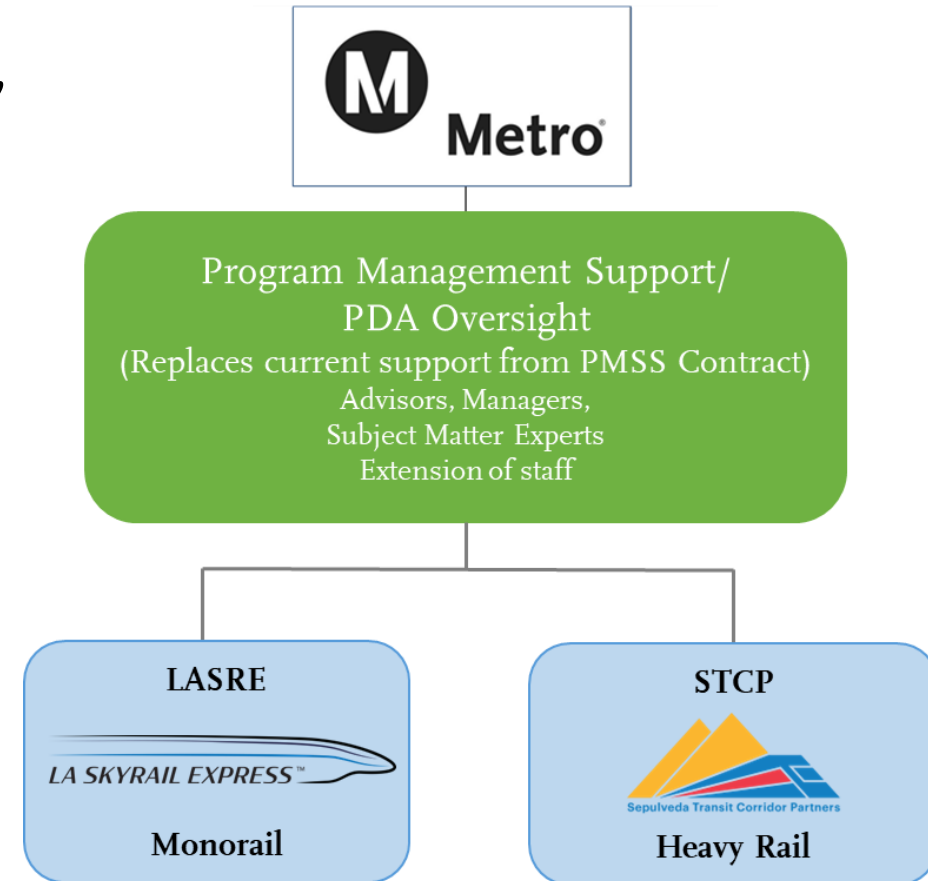 M
Metro®
Program Management Support/
PDA Oversight
(Replaces current support from PMSS Contract)
Advisors, Managers,
Subject Matter Experts
Extension of staff
LASRE
LA SKYRAIL EXPRESS™
Monorail
STCP
Sepulveda Transit Corridor Partners
Heavy Rail